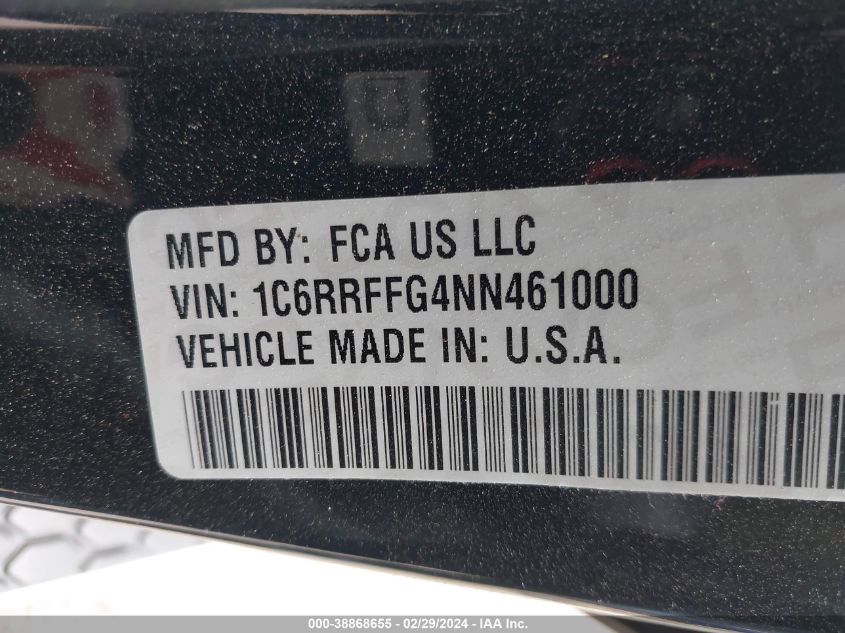 MFD BY: FCA US LLC
VIN: 1C6RRFFG4NN461000
VEHICLE MADE IN: U.S.A.
000-38868655 - 02/29/2024 - IAA Inc.